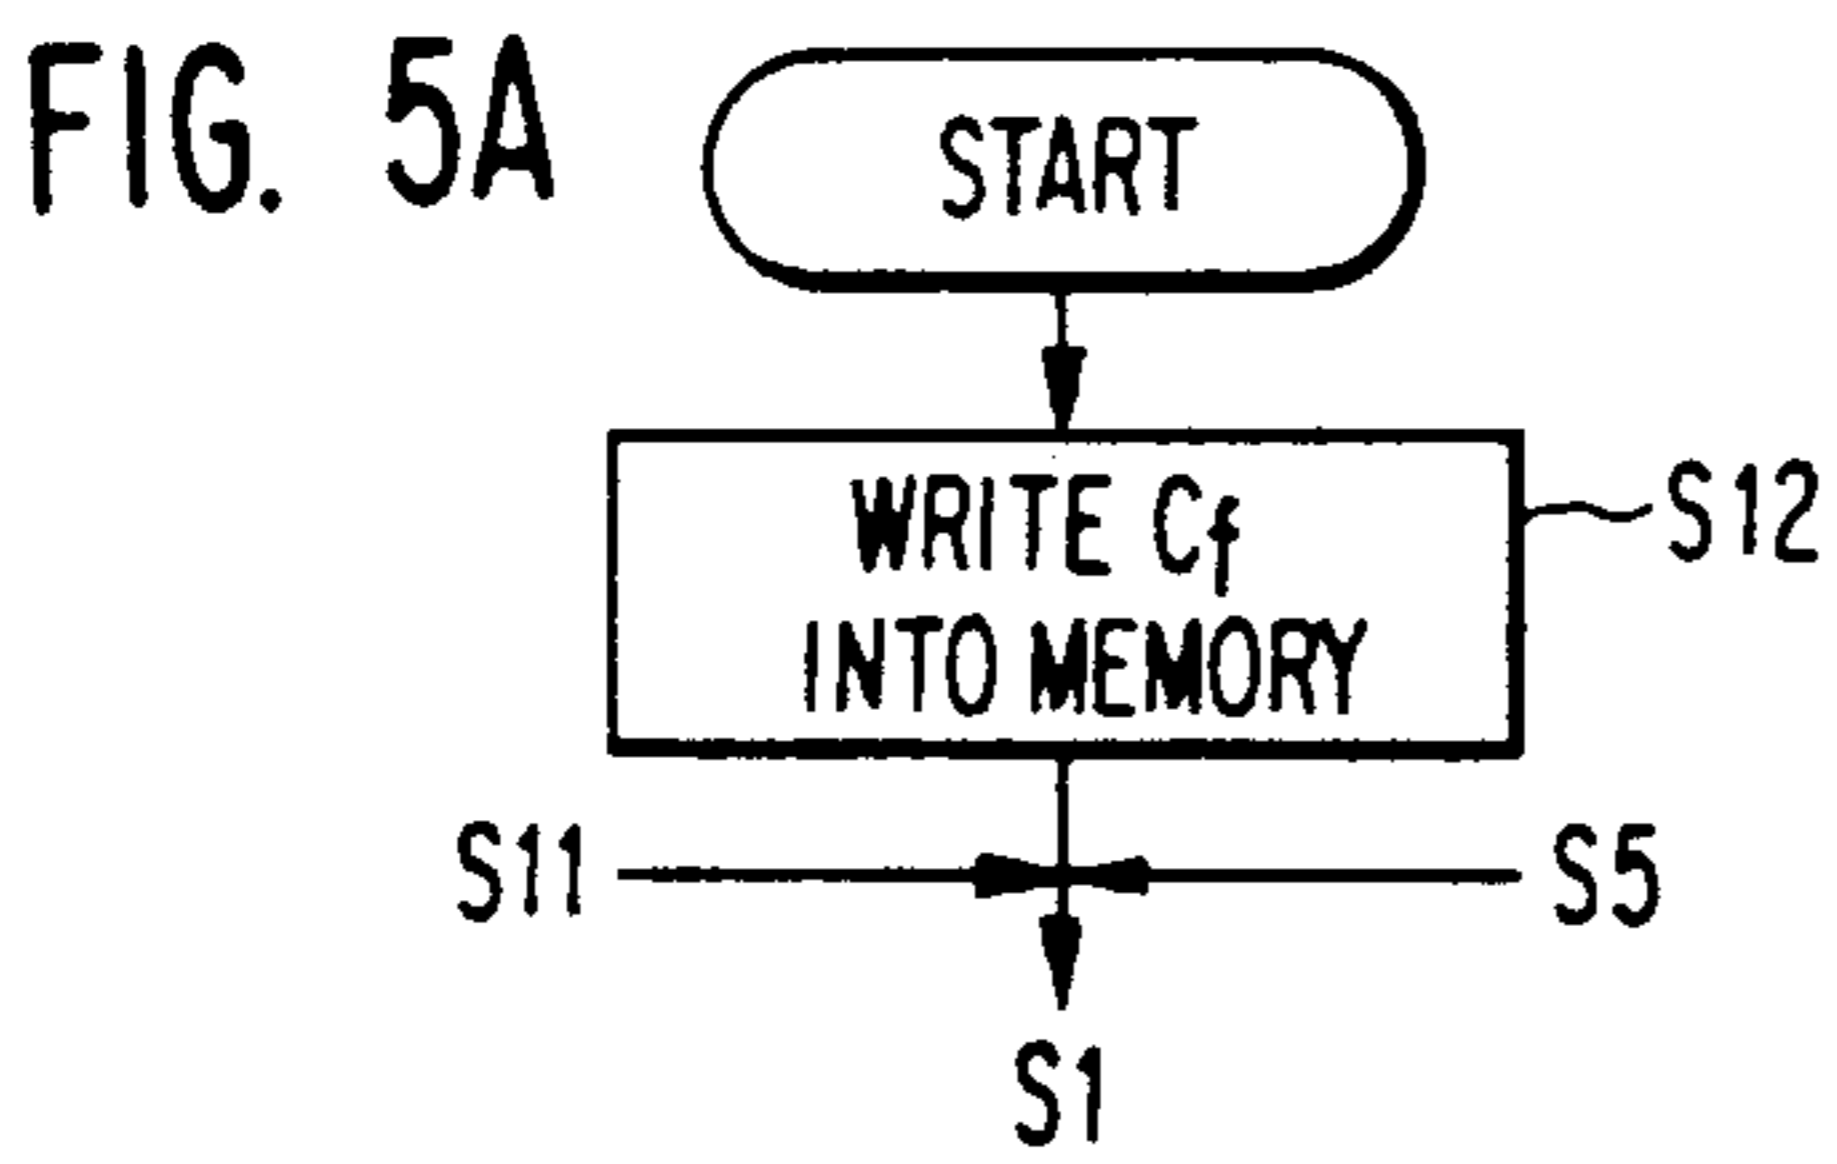 FIG. 5A
START
WRITE Cf
INTO MEMORY
S12
S11
S5
S1